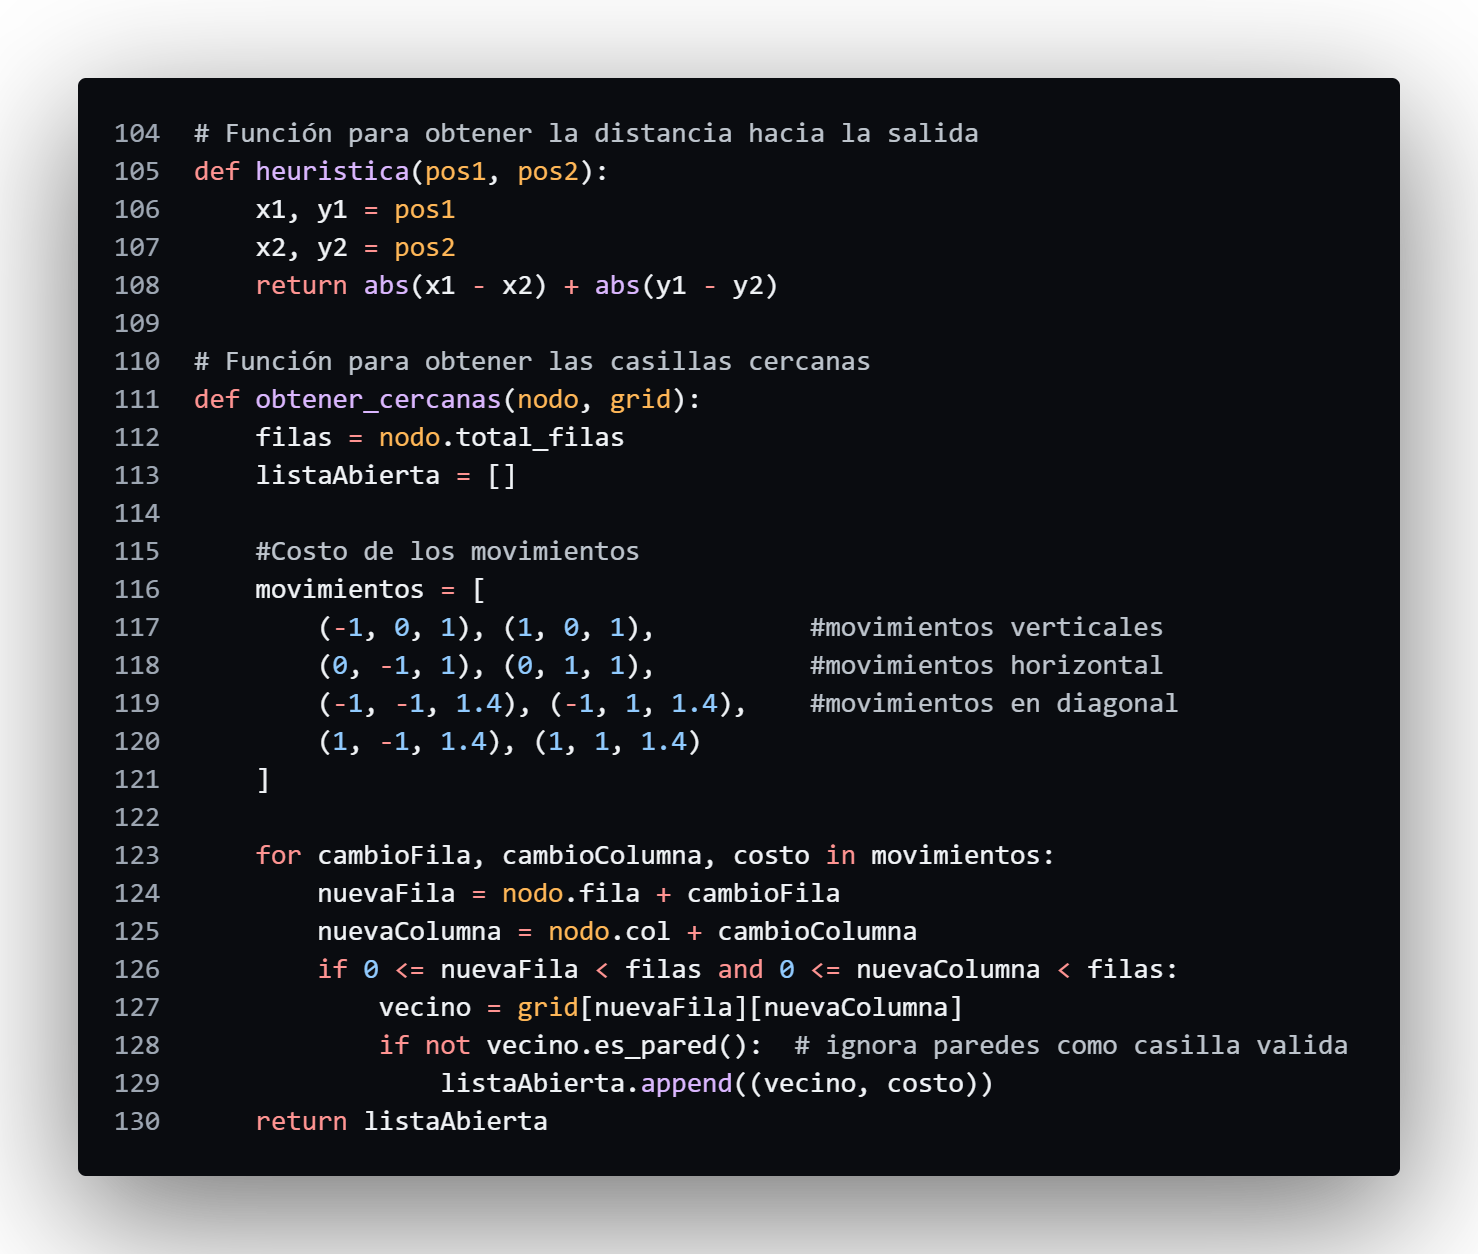 104 # Función para obtener la distancia hacia la salida
105 def heuristica(pos1, pos2):
106     x1, y1 = pos1
107     x2, y2 = pos2
108     return abs(x1 - x2) + abs(y1 - y2)
109
110 # Función para obtener las casillas cercanas
111 def obtener_cercanas(nodo, grid):
112     filas = nodo.total_filas
113     listaAbierta = []
114
115     #Costo de los movimientos
116     movimientos = [
117         (-1, 0, 1), (1, 0, 1),          #movimientos verticales
118         (0, -1, 1), (0, 1, 1),          #movimientos horizontal
119         (-1, -1, 1.4), (-1, 1, 1.4),    #movimientos en diagonal
120         (1, -1, 1.4), (1, 1, 1.4)
121     ]
122
123     for cambioFila, cambioColumna, costo in movimientos:
124         nuevaFila = nodo.fila + cambioFila
125         nuevaColumna = nodo.col + cambioColumna
126         if 0 <= nuevaFila < filas and 0 <= nuevaColumna < filas:
127             vecino = grid[nuevaFila][nuevaColumna]
128             if not vecino.es_pared():  # ignora paredes como casilla valida
129                 listaAbierta.append((vecino, costo))
130     return listaAbierta